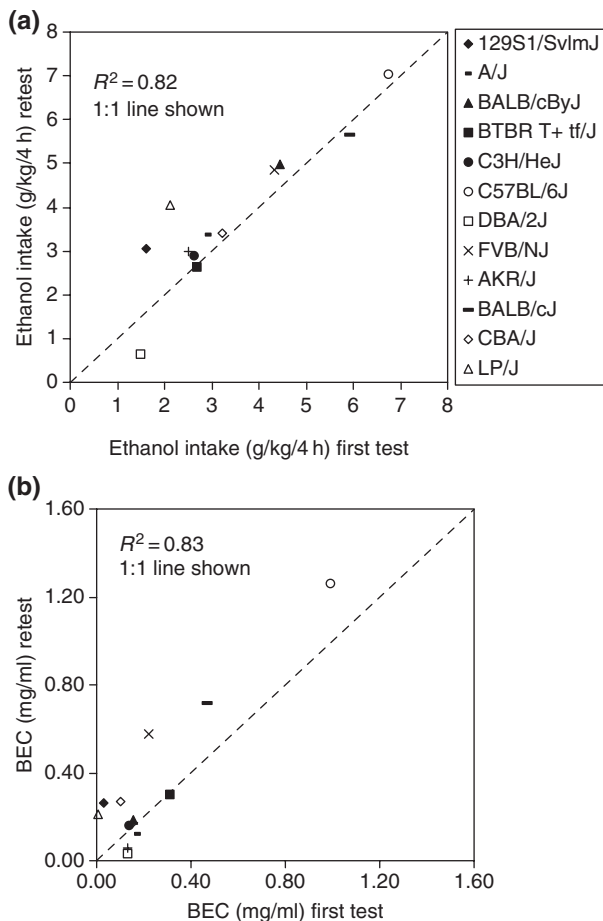 (a)
8
7
6
5
4
3
2
1
0
Ethanol intake (g/kg/4 h) retest
R² = 0.82
1:1 line shown
0 1 2 3 4 5 6 7 8
Ethanol intake (g/kg/4 h) first test
129S1/SvlmJ
A/J
BALB/cByJ
BTBR T+ tf/J
C3H/HeJ
C57BL/6J
DBA/2J
FVB/NJ
AKR/J
BALB/cJ
CBA/J
LP/J
(b)
1.60
1.20
0.80
0.40
0.00
BEC (mg/ml) retest
R² = 0.83
1:1 line shown
0.00 0.40 0.80 1.20 1.60
BEC (mg/ml) first test